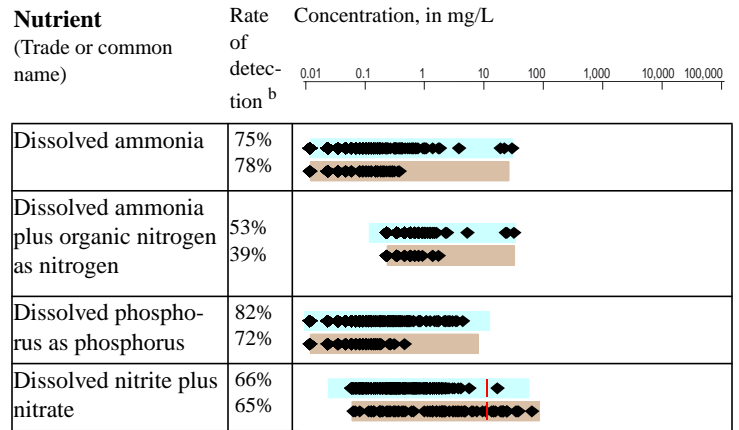 Nutrient
(Trade or common
name)
Rate
of
detec-
tion b
Concentration, in mg/L
0.01 0.1 1 10 100 1,000 10,000 100,000
Dissolved ammonia
75%
78%
Dissolved ammonia
plus organic nitrogen
as nitrogen
53%
39%
Dissolved phospho-
rus as phosphorus
82%
72%
Dissolved nitrite plus
nitrate
66%
65%